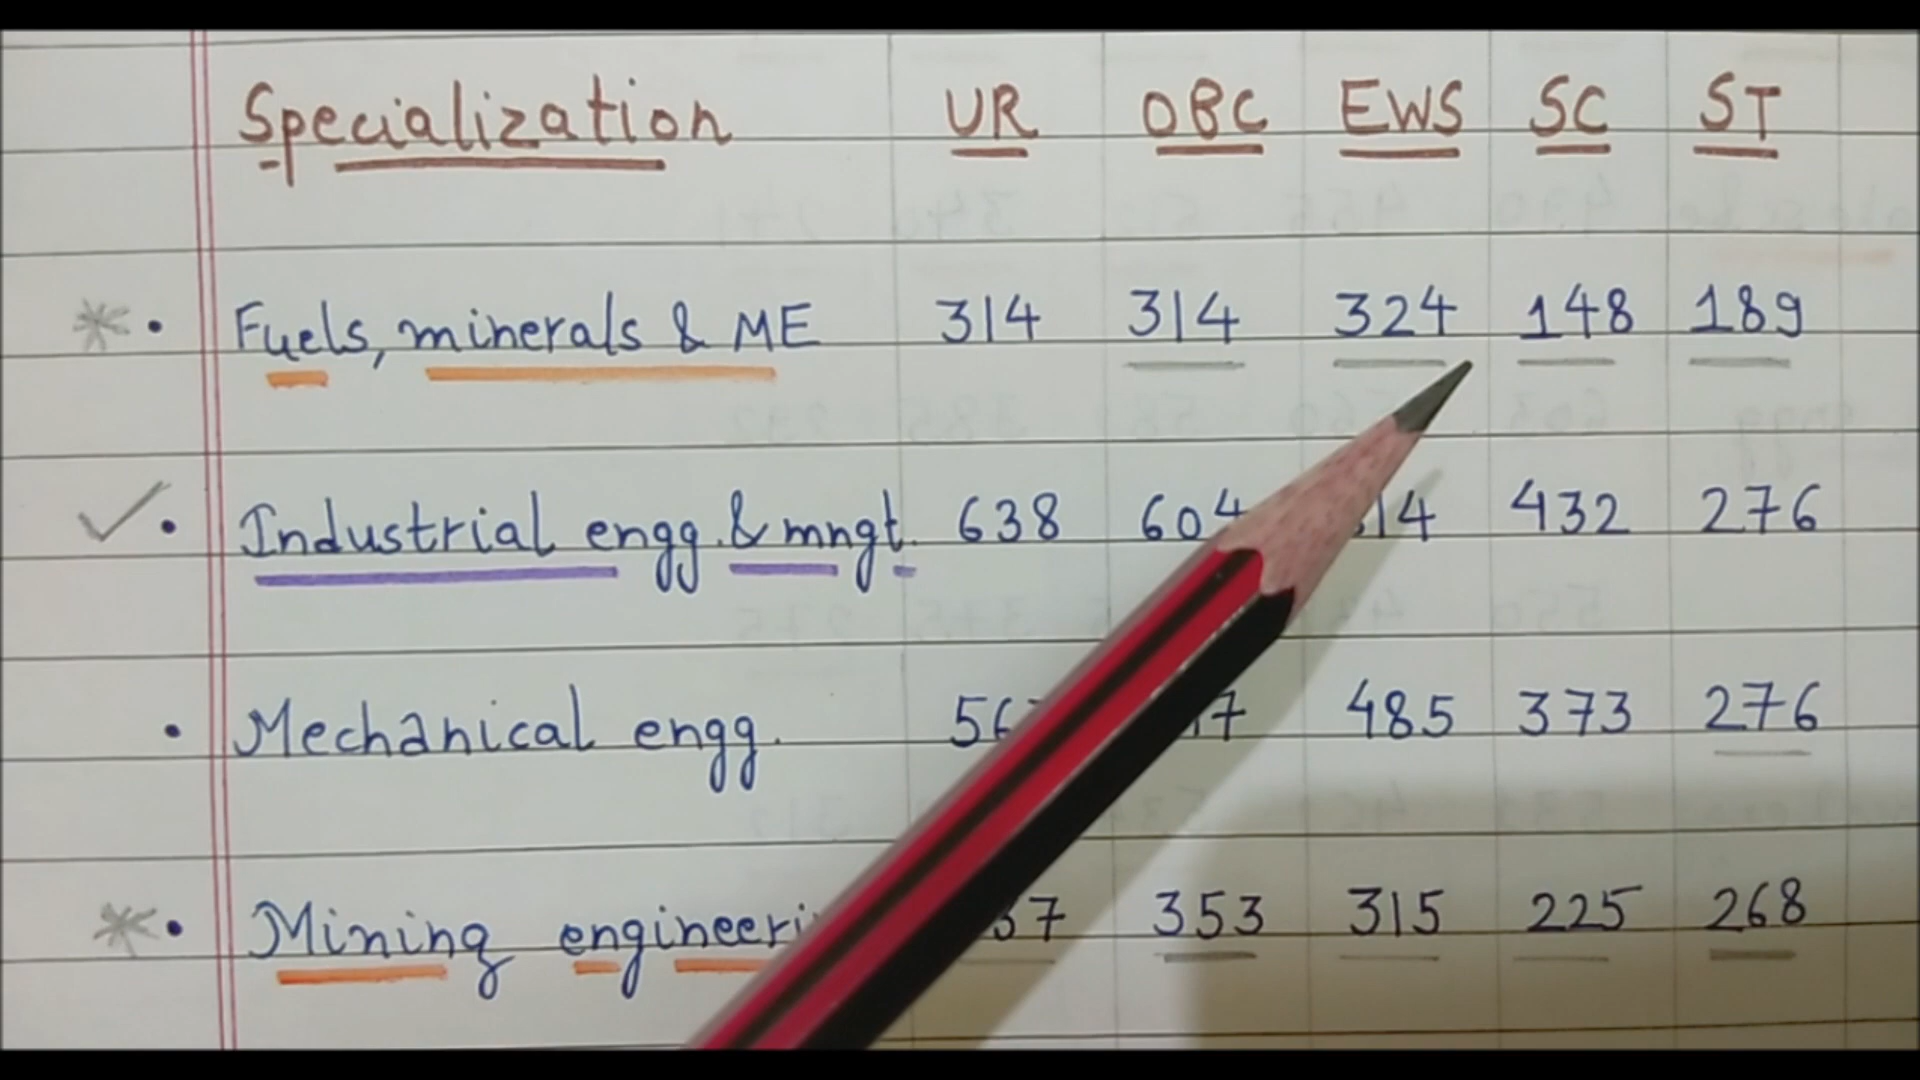 Specialization UR OBC EWS SC ST
Fuels, minerals & ME 314 314 324 148 189
Industrial engg. & mngt. 638 604 432 276
Mechanical engg. 485 373 276
Mining 353 315 225 268